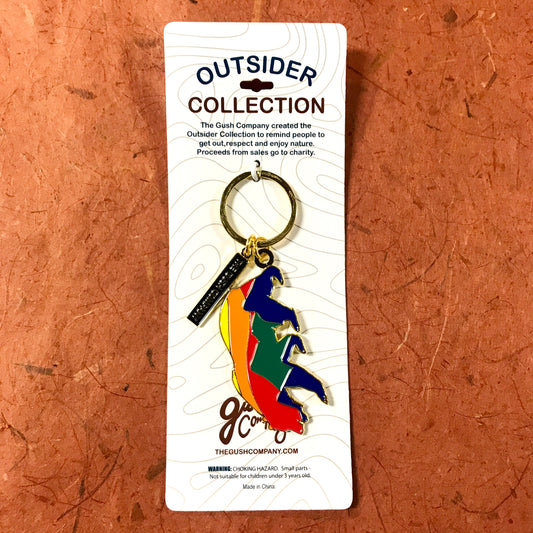 OUTSIDER
COLLECTION
The Gush Company created the
Outsider Collection to remind people to
get out,respect and enjoy nature.
Proceeds from sales go to charity.
THEGUSHCOMPANY.COM
WARNING: CHOKING HAZARD. Small parts -
Not suitable for children under 3 years old.
Made in China.